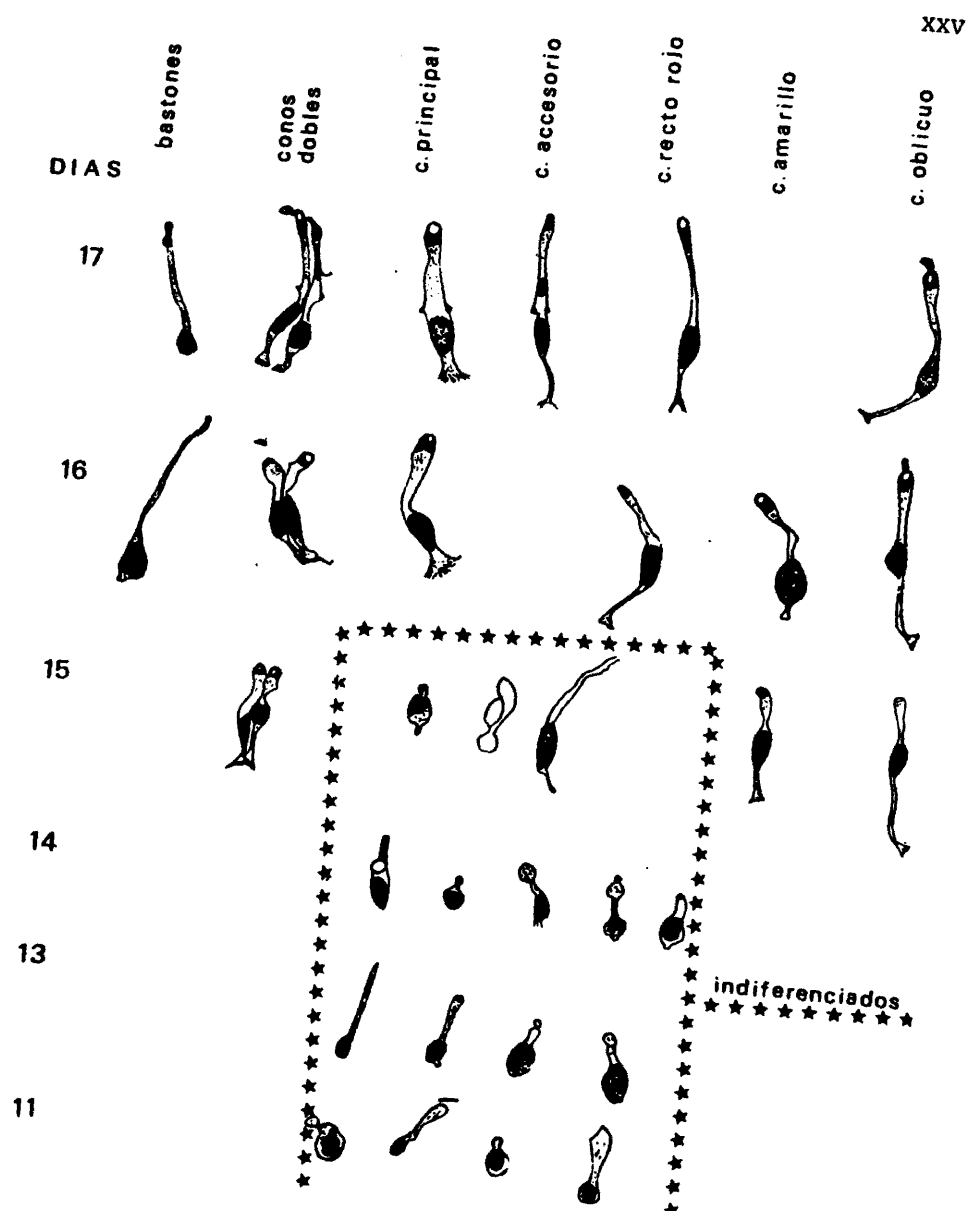 XXV
bastones
conos
dobles
c.principal
c. accesorio
c.recto rojo
c.amarillo
c. oblicuo
DIAS
17
16
15
14
13
indiferenciados
11